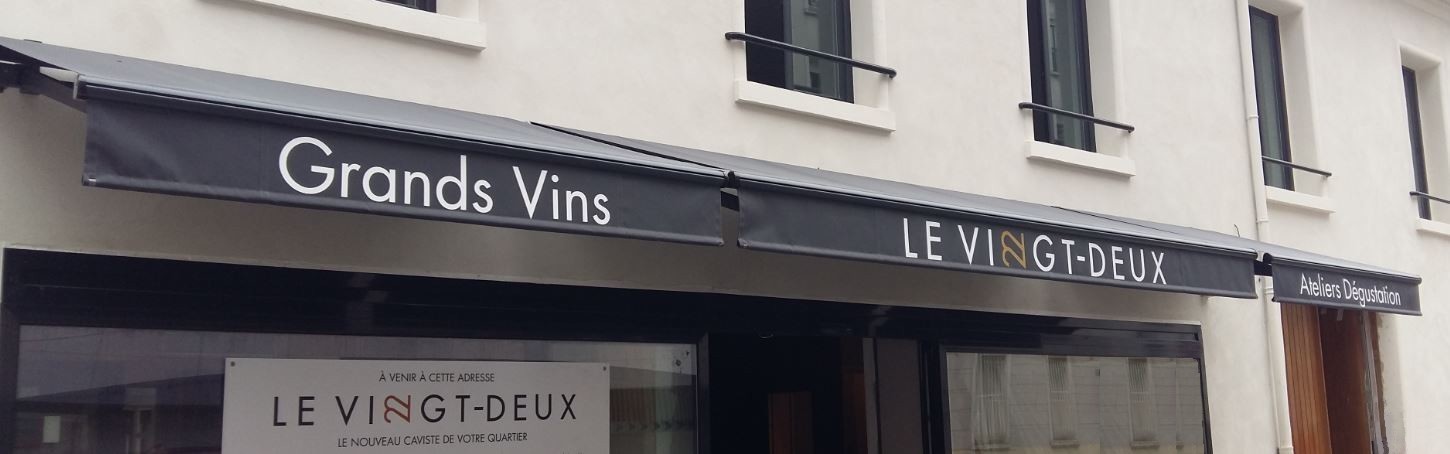 Grands Vins
LE VINGT-DEUX
Ateliers Dégustation
À VENIR À CETTE ADRESSE
LE VINGT-DEUX
LE NOUVEAU CAVISTE DE VOTRE QUARTIER